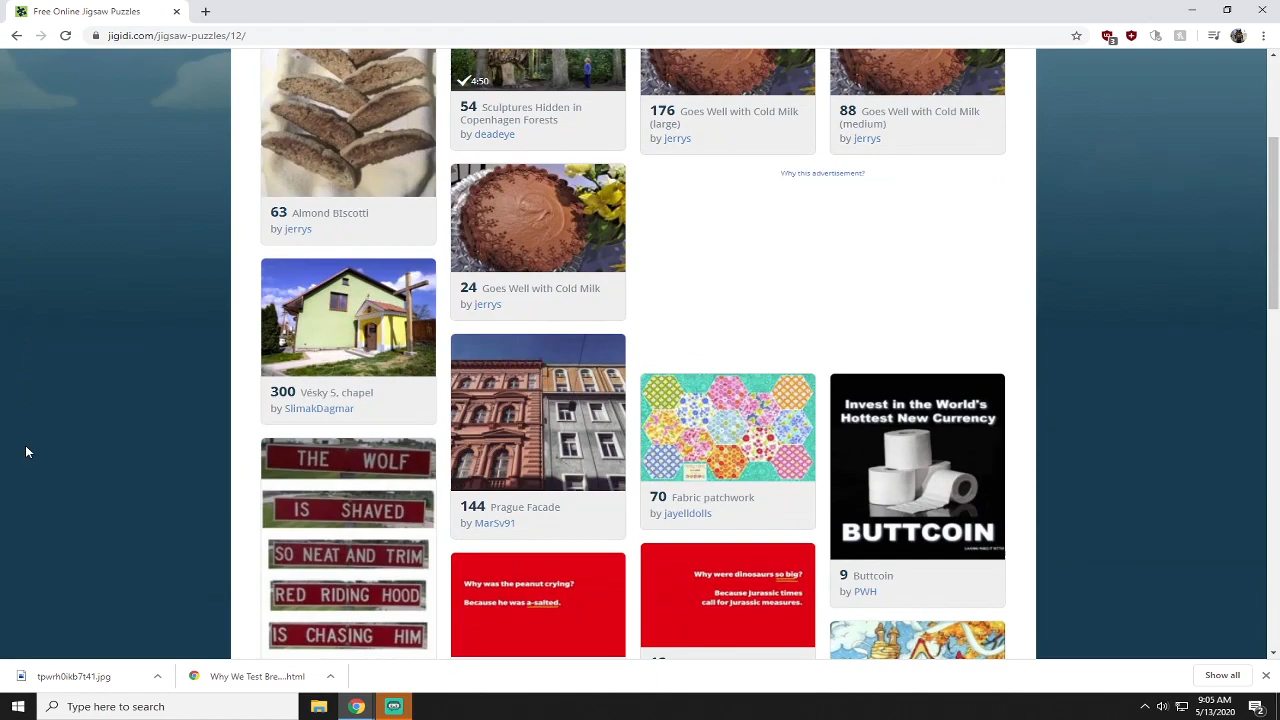 Free Online Jigsaw Puzzles
jigidi.com/jigsaw-puzzles/12/
3
63 Almond BIscotti
by jerrys
300 Vésky 5, chapel
by SlimakDagmar
THE WOLF
IS SHAVED
SO NEAT AND TRIM
RED RIDING HOOD
IS CHASING HIM
4:50
54 Sculptures Hidden in
Copenhagen Forests
by deadeye
24 Goes Well with Cold Milk
by jerrys
144 Prague Facade
by MarSv91
Why was the peanut crying?
Because he was a-salted.
176 Goes Well with Cold Milk
(large)
by jerrys
88 Goes Well with Cold Milk
(medium)
by jerrys
Why this advertisement?
70 Fabric patchwork
by jayelldolls
Why were dinosaurs so big?
Because Jurassic times
call for Jurassic measures.
Invest in the World's
Hottest New Currency
BUTTCOIN
9 Buttcoin
by PWH
tpwrh0ikb7t41.jpg
Why We Test Bre....html
Show all
Type here to search
9:05 AM
5/13/2020